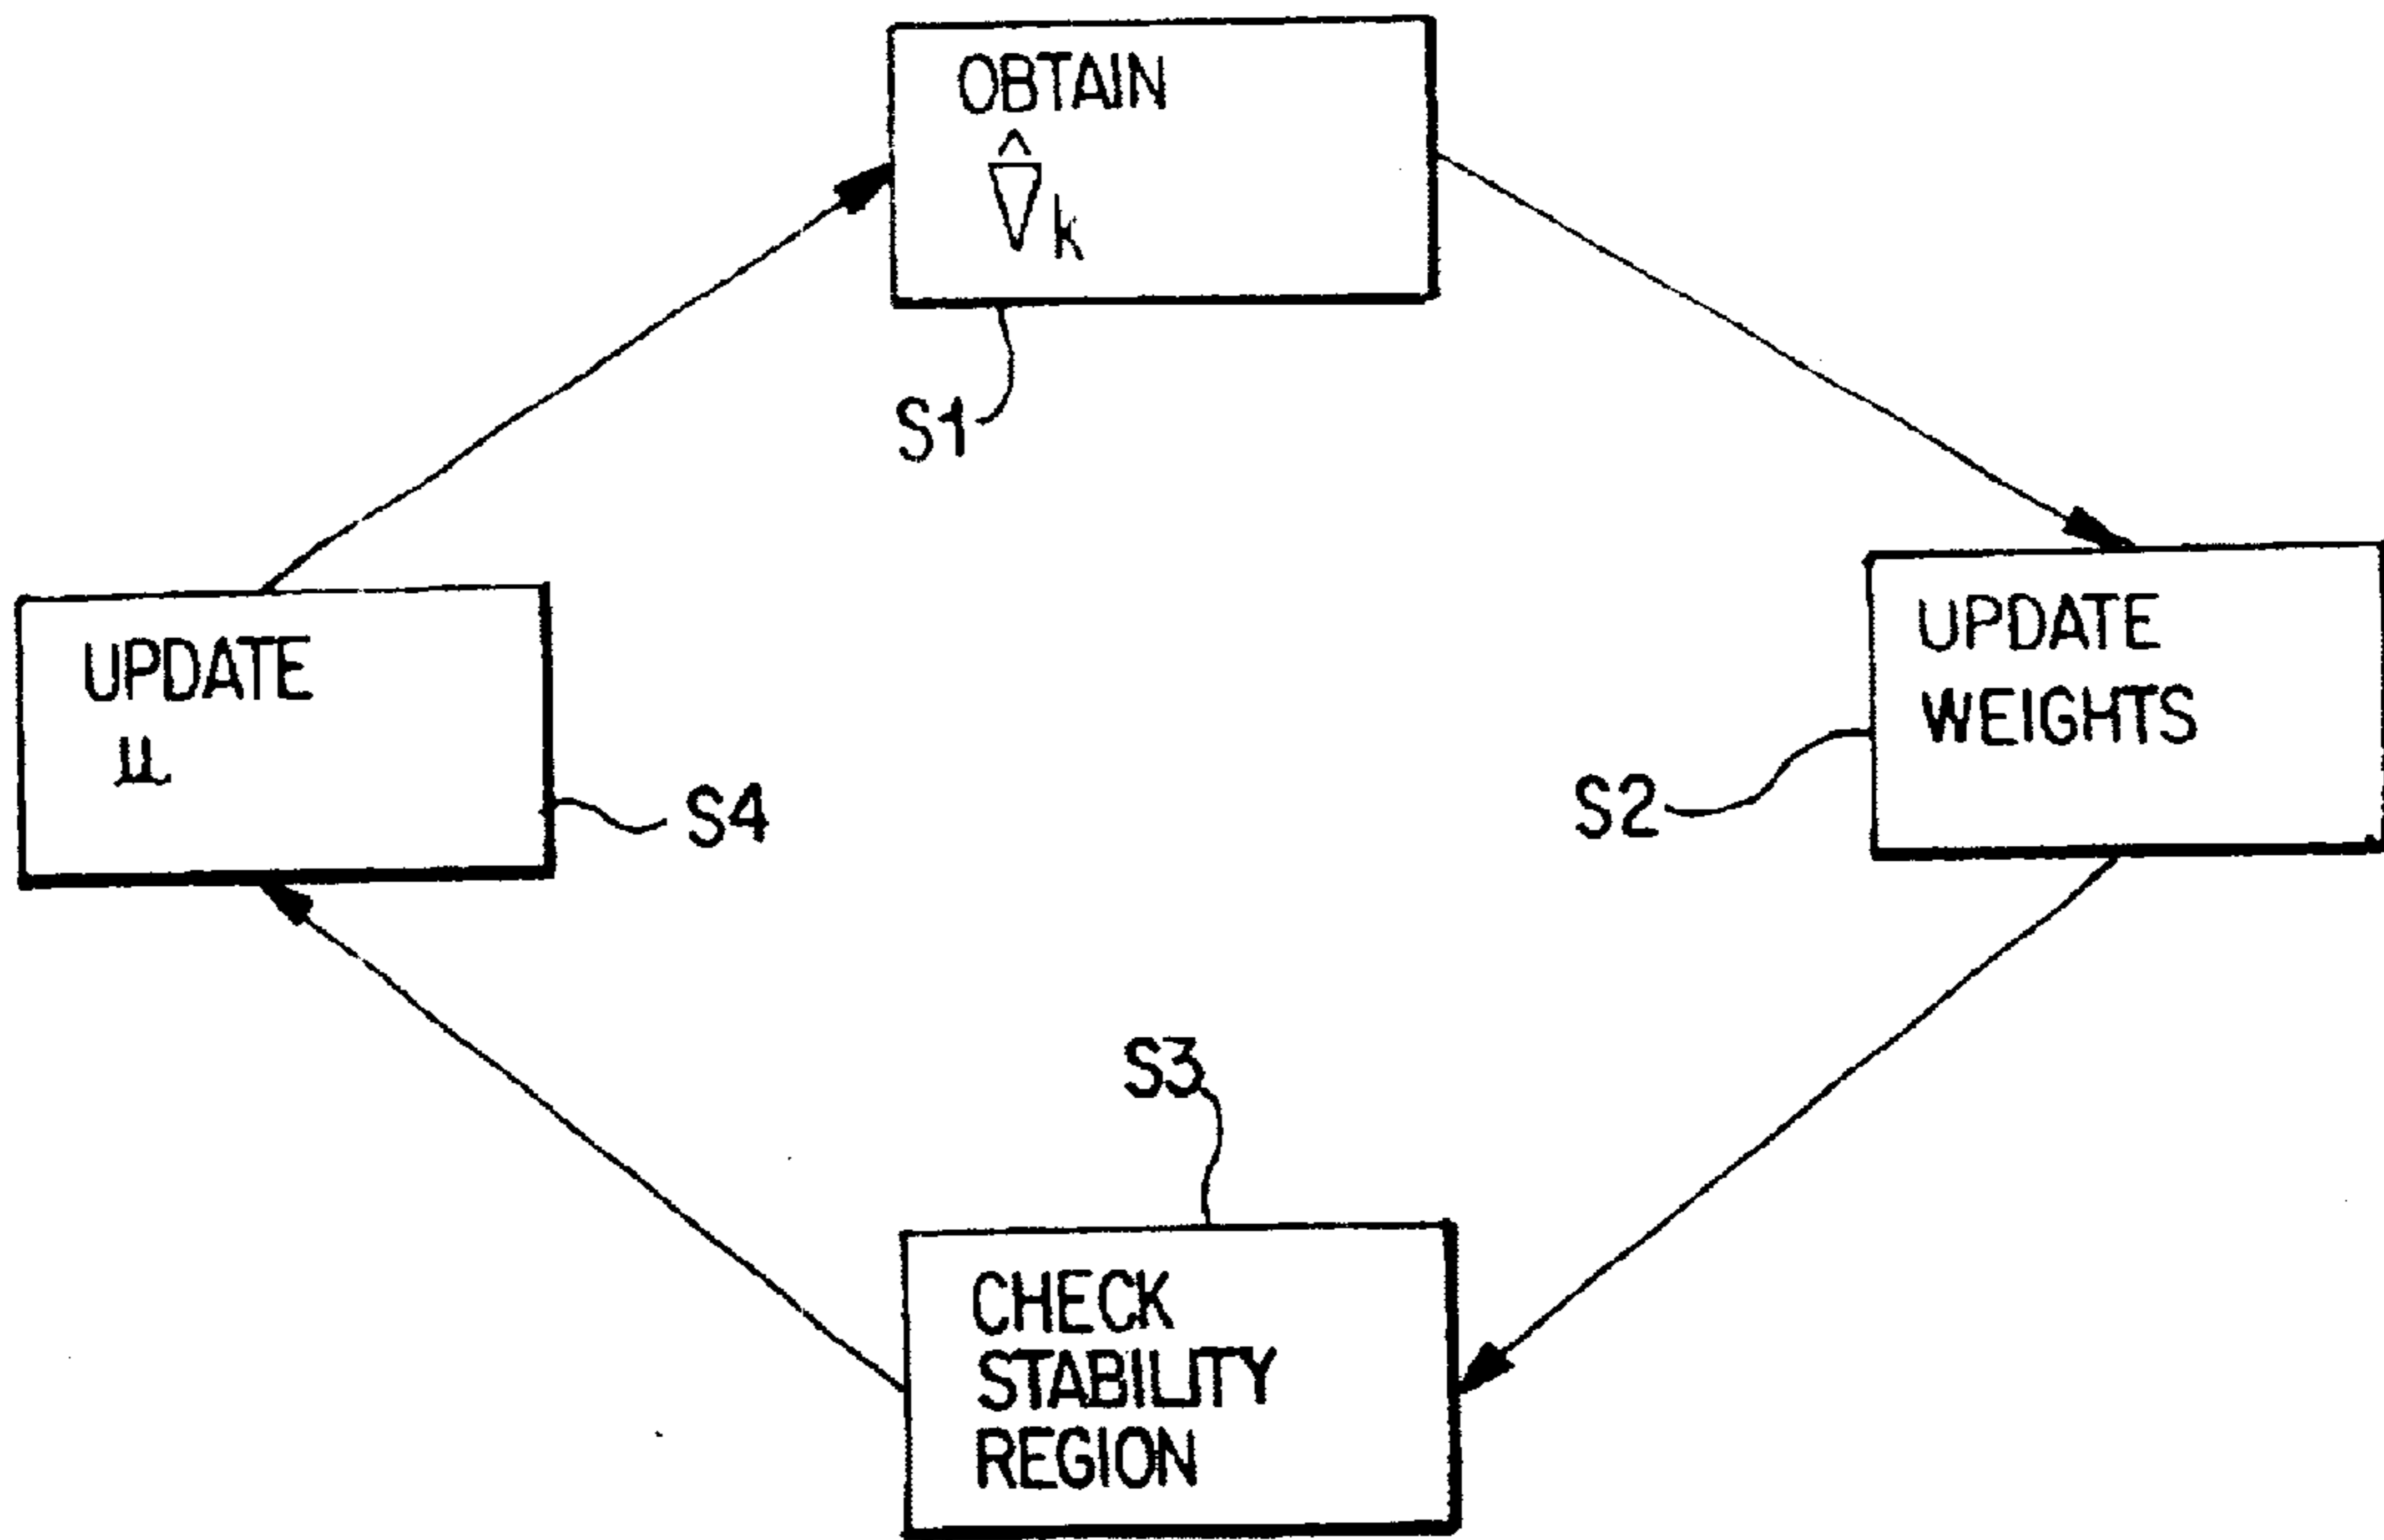 OBTAIN
∇̂k
S1
UPDATE
μ
S4
UPDATE
WEIGHTS
S2
S3
CHECK
STABILITY
REGION